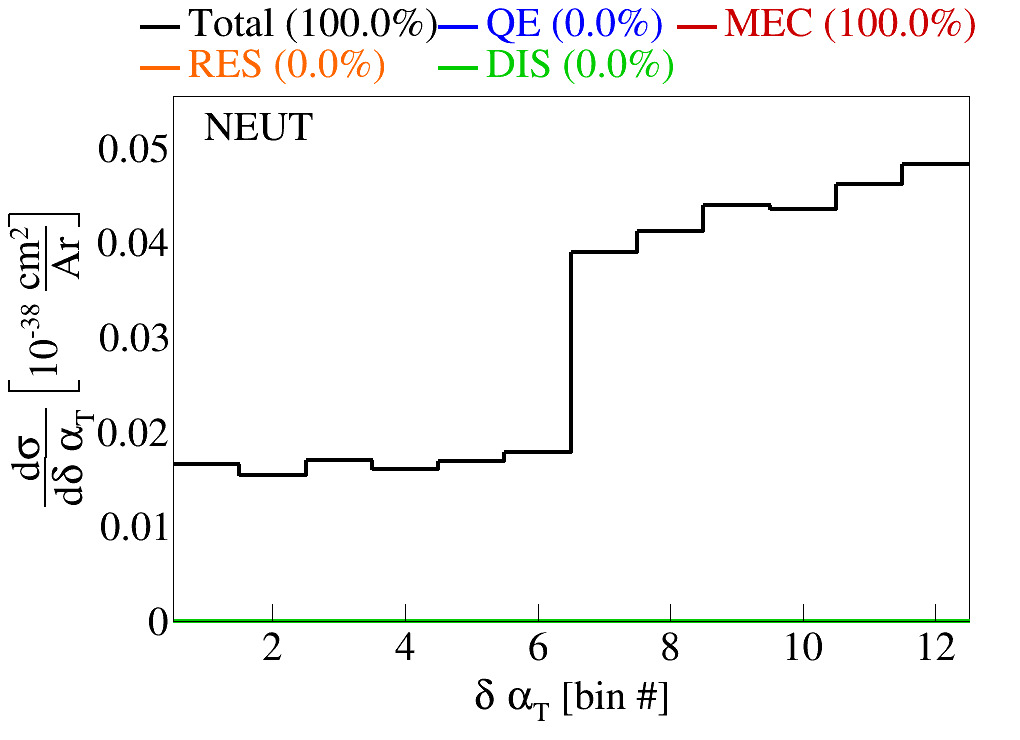 Total (100.0%) QE (0.0%) MEC (100.0%)
RES (0.0%) DIS (0.0%)
NEUT
0.05
0.04
0.03
0.02
0.01
0
2 4 6 8 10 12
δ α_T [bin #]
dσ/dδ α_T [10^-38 cm^2/Ar]